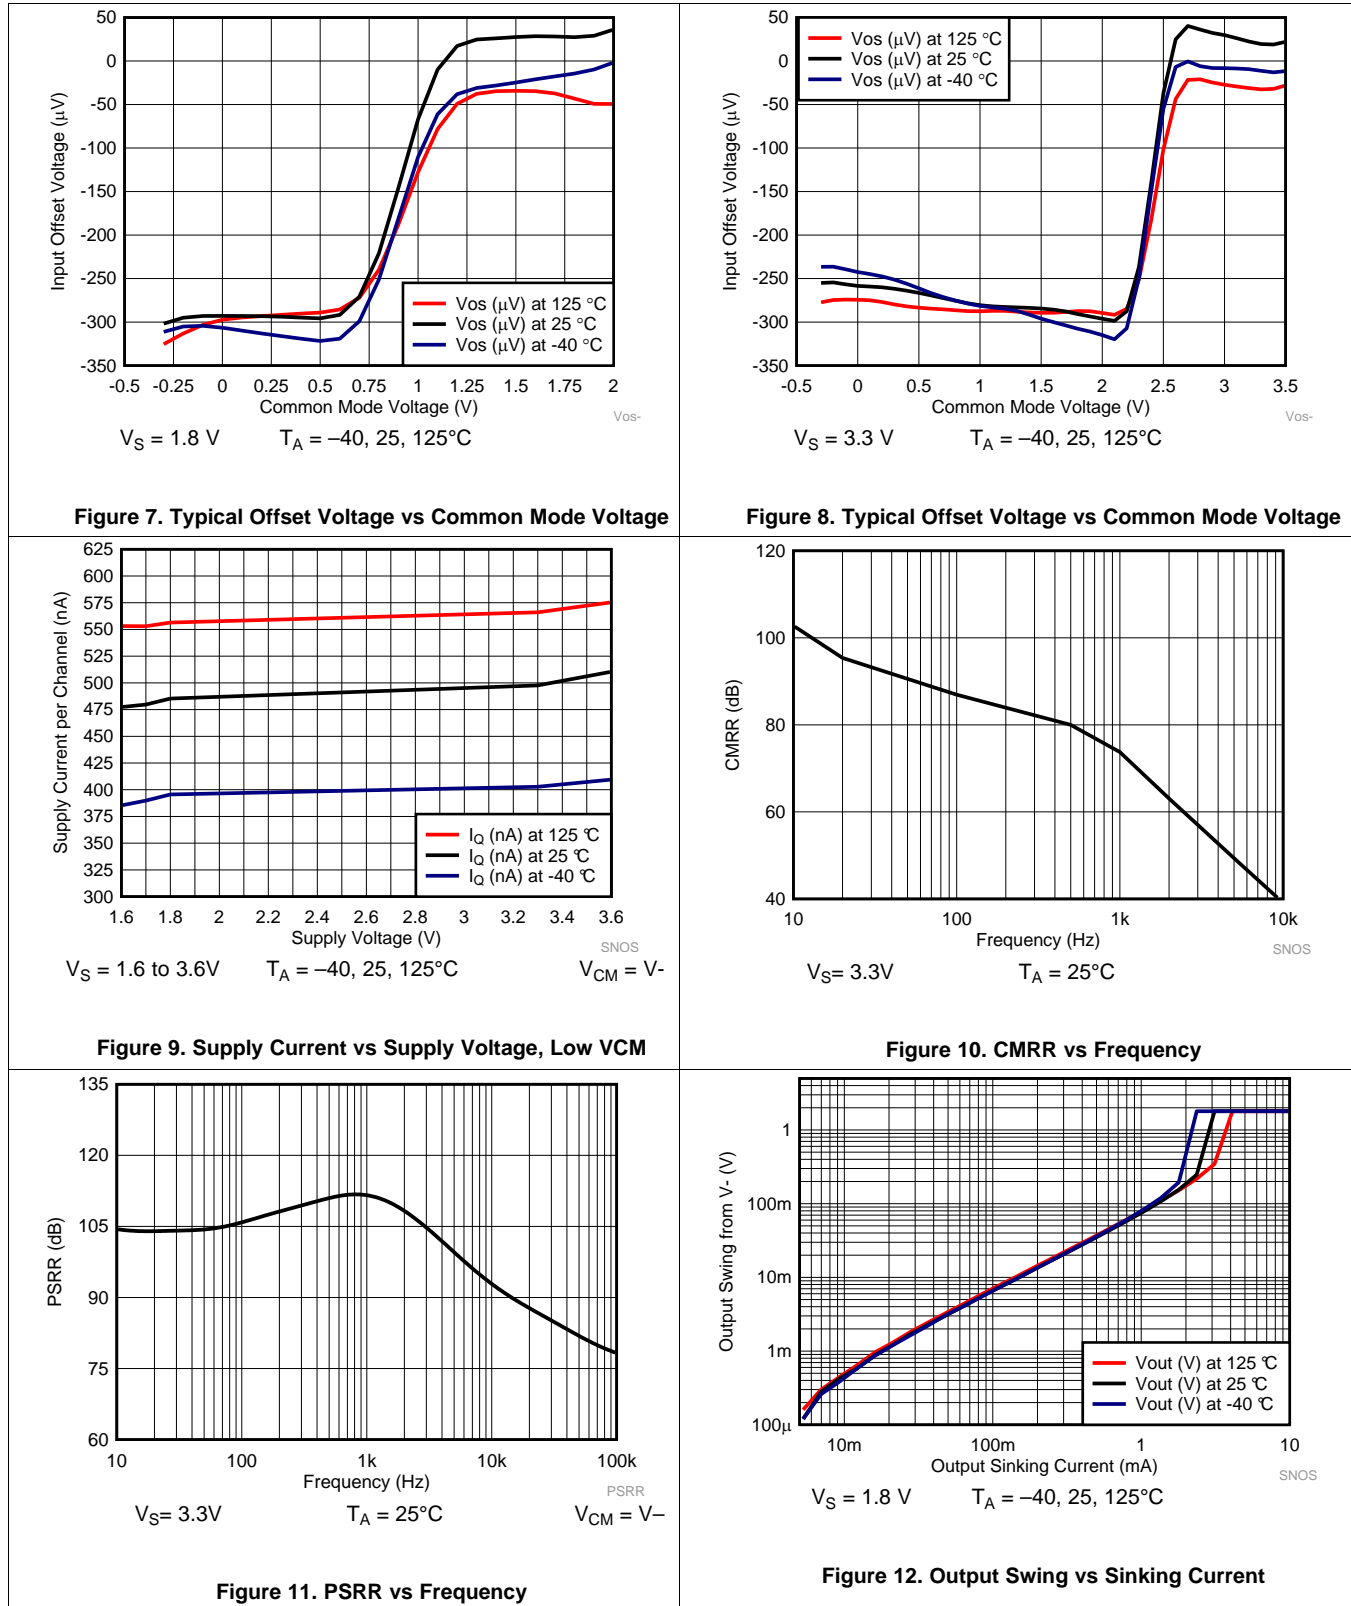 50
0
-50
-100
-150
-200
-250
-300
-350
Input Offset Voltage (μV)
Vos (μV) at 125 °C
Vos (μV) at 25 °C
Vos (μV) at -40 °C
-0.5 -0.25 0 0.25 0.5 0.75 1 1.25 1.5 1.75 2
Common Mode Voltage (V)
Vos-
VS = 1.8 V TA = –40, 25, 125°C
Figure 7. Typical Offset Voltage vs Common Mode Voltage
50
0
-50
-100
-150
-200
-250
-300
-350
Input Offset Voltage (μV)
Vos (μV) at 125 °C
Vos (μV) at 25 °C
Vos (μV) at -40 °C
-0.5 0 0.5 1 1.5 2 2.5 3 3.5
Common Mode Voltage (V)
Vos-
VS = 3.3 V TA = –40, 25, 125°C
Figure 8. Typical Offset Voltage vs Common Mode Voltage
625
600
575
550
525
500
475
450
425
400
375
350
325
300
Supply Current per Channel (nA)
IQ (nA) at 125 °C
IQ (nA) at 25 °C
IQ (nA) at -40 °C
1.6 1.8 2 2.2 2.4 2.6 2.8 3 3.2 3.4 3.6
Supply Voltage (V)
SNOS
VS = 1.6 to 3.6V TA = –40, 25, 125°C VCM = V-
Figure 9. Supply Current vs Supply Voltage, Low VCM
120
100
80
60
40
CMRR (dB)
10 100 1k 10k
Frequency (Hz)
SNOS
VS= 3.3V TA = 25°C
Figure 10. CMRR vs Frequency
135
120
105
90
75
60
PSRR (dB)
10 100 1k 10k 100k
Frequency (Hz)
PSRR
VS= 3.3V TA = 25°C VCM = V–
Figure 11. PSRR vs Frequency
1
100m
10m
1m
100μ
Output Swing from V- (V)
Vout (V) at 125 °C
Vout (V) at 25 °C
Vout (V) at -40 °C
10m 100m 1 10
Output Sinking Current (mA)
SNOS
VS = 1.8 V TA = –40, 25, 125°C
Figure 12. Output Swing vs Sinking Current